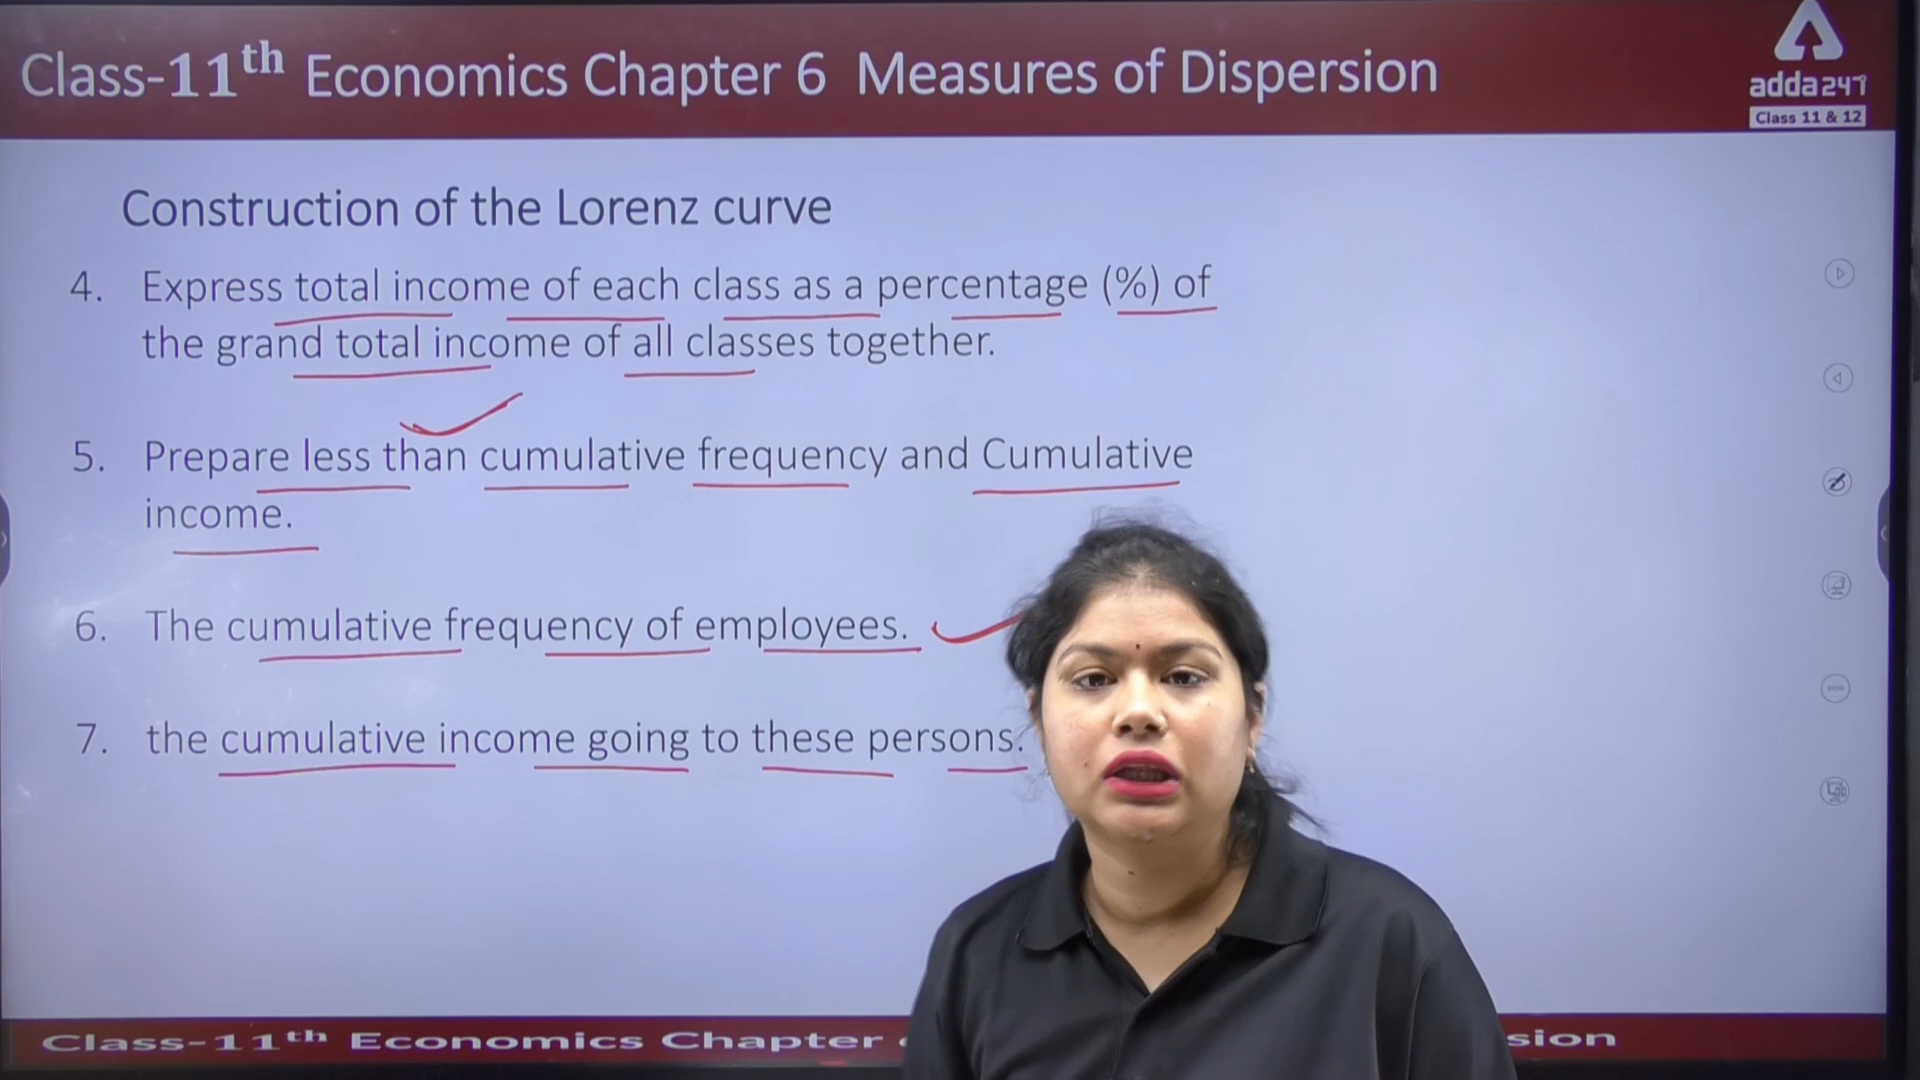 Class-11th Economics Chapter 6 Measures of Dispersion
adda247
Class 11 & 12
Construction of the Lorenz curve
4. Express total income of each class as a percentage (%) of
the grand total income of all classes together.
5. Prepare less than cumulative frequency and Cumulative
income.
6. The cumulative frequency of employees.
7. the cumulative income going to these persons.
Class-11th Economics Chapter
sion